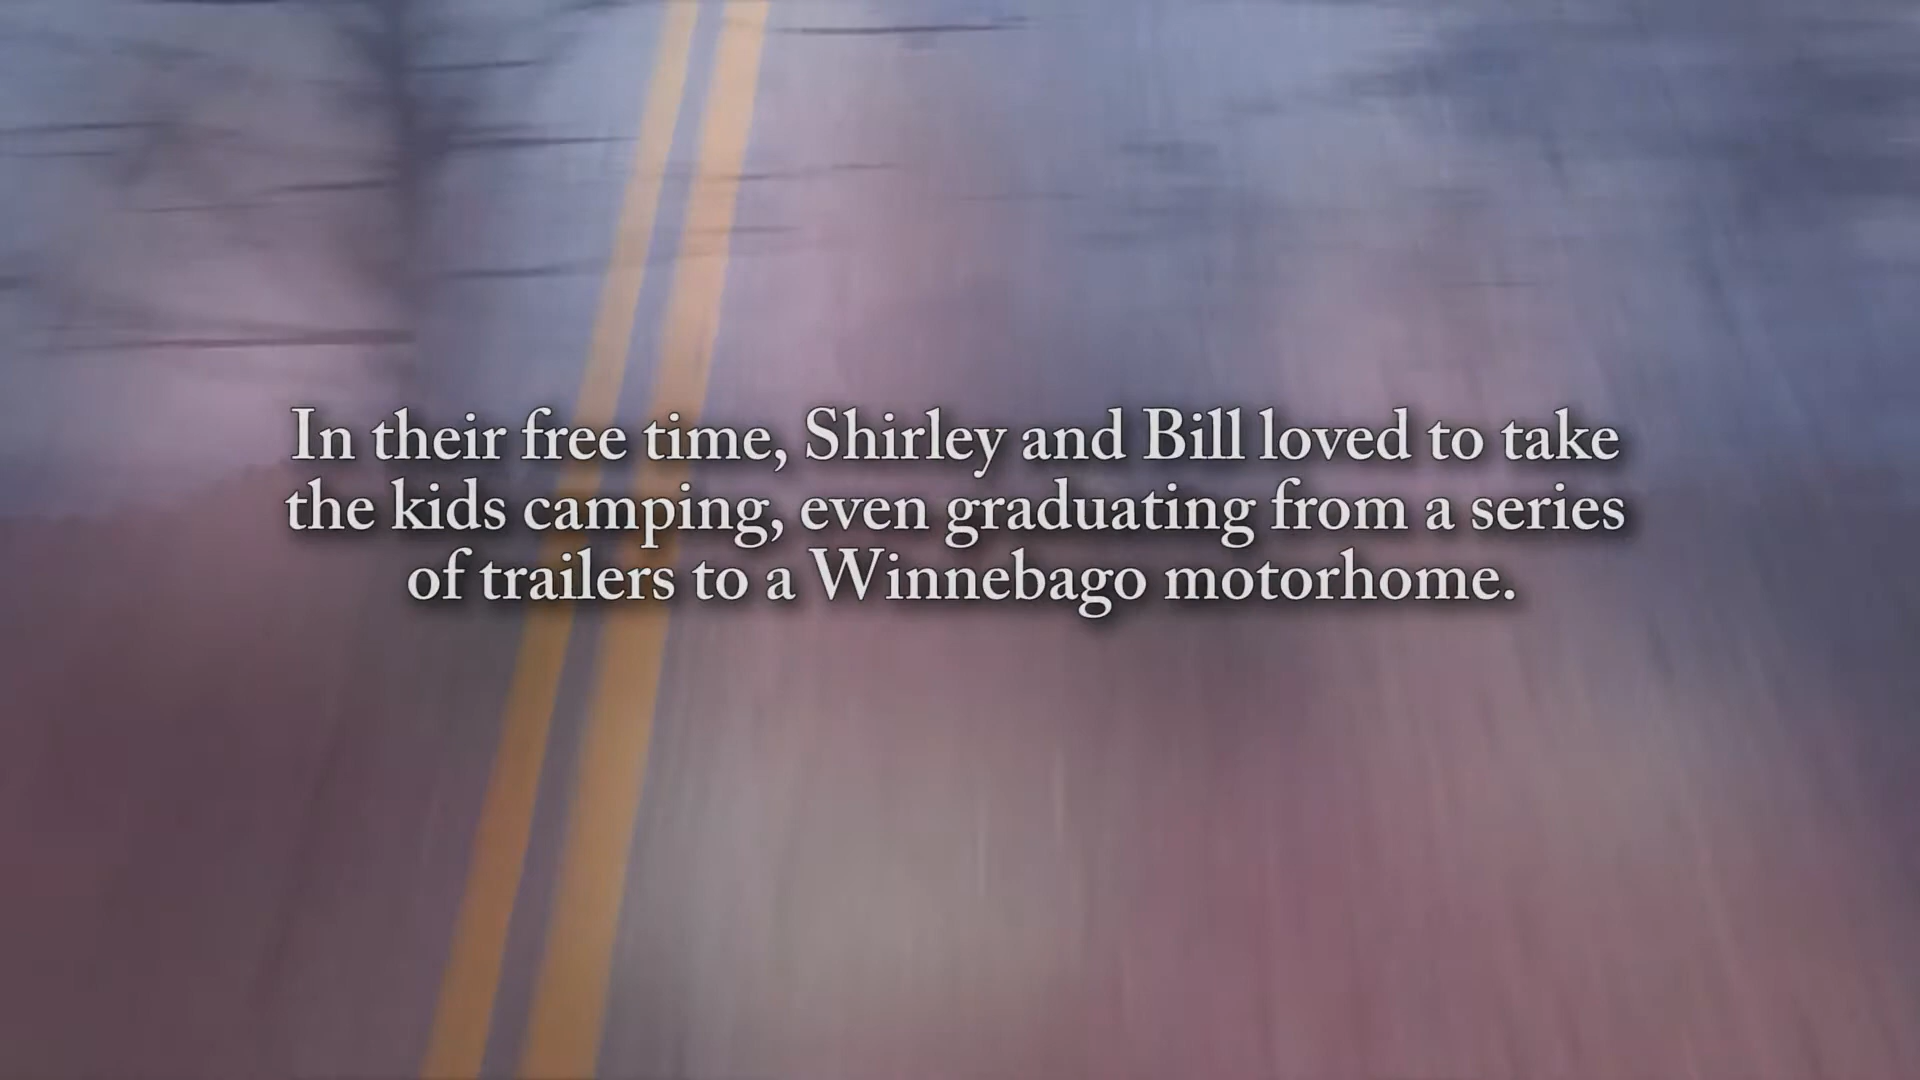 In their free time, Shirley and Bill loved to take
the kids camping, even graduating from a series
of trailers to a Winnebago motorhome.